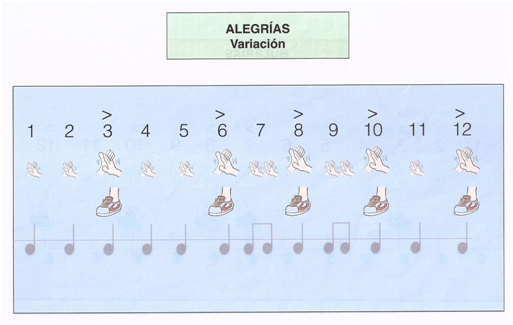 ALEGRÍAS
Variación
> > > > >
1 2 3 4 5 6 7 8 9 10 11 12